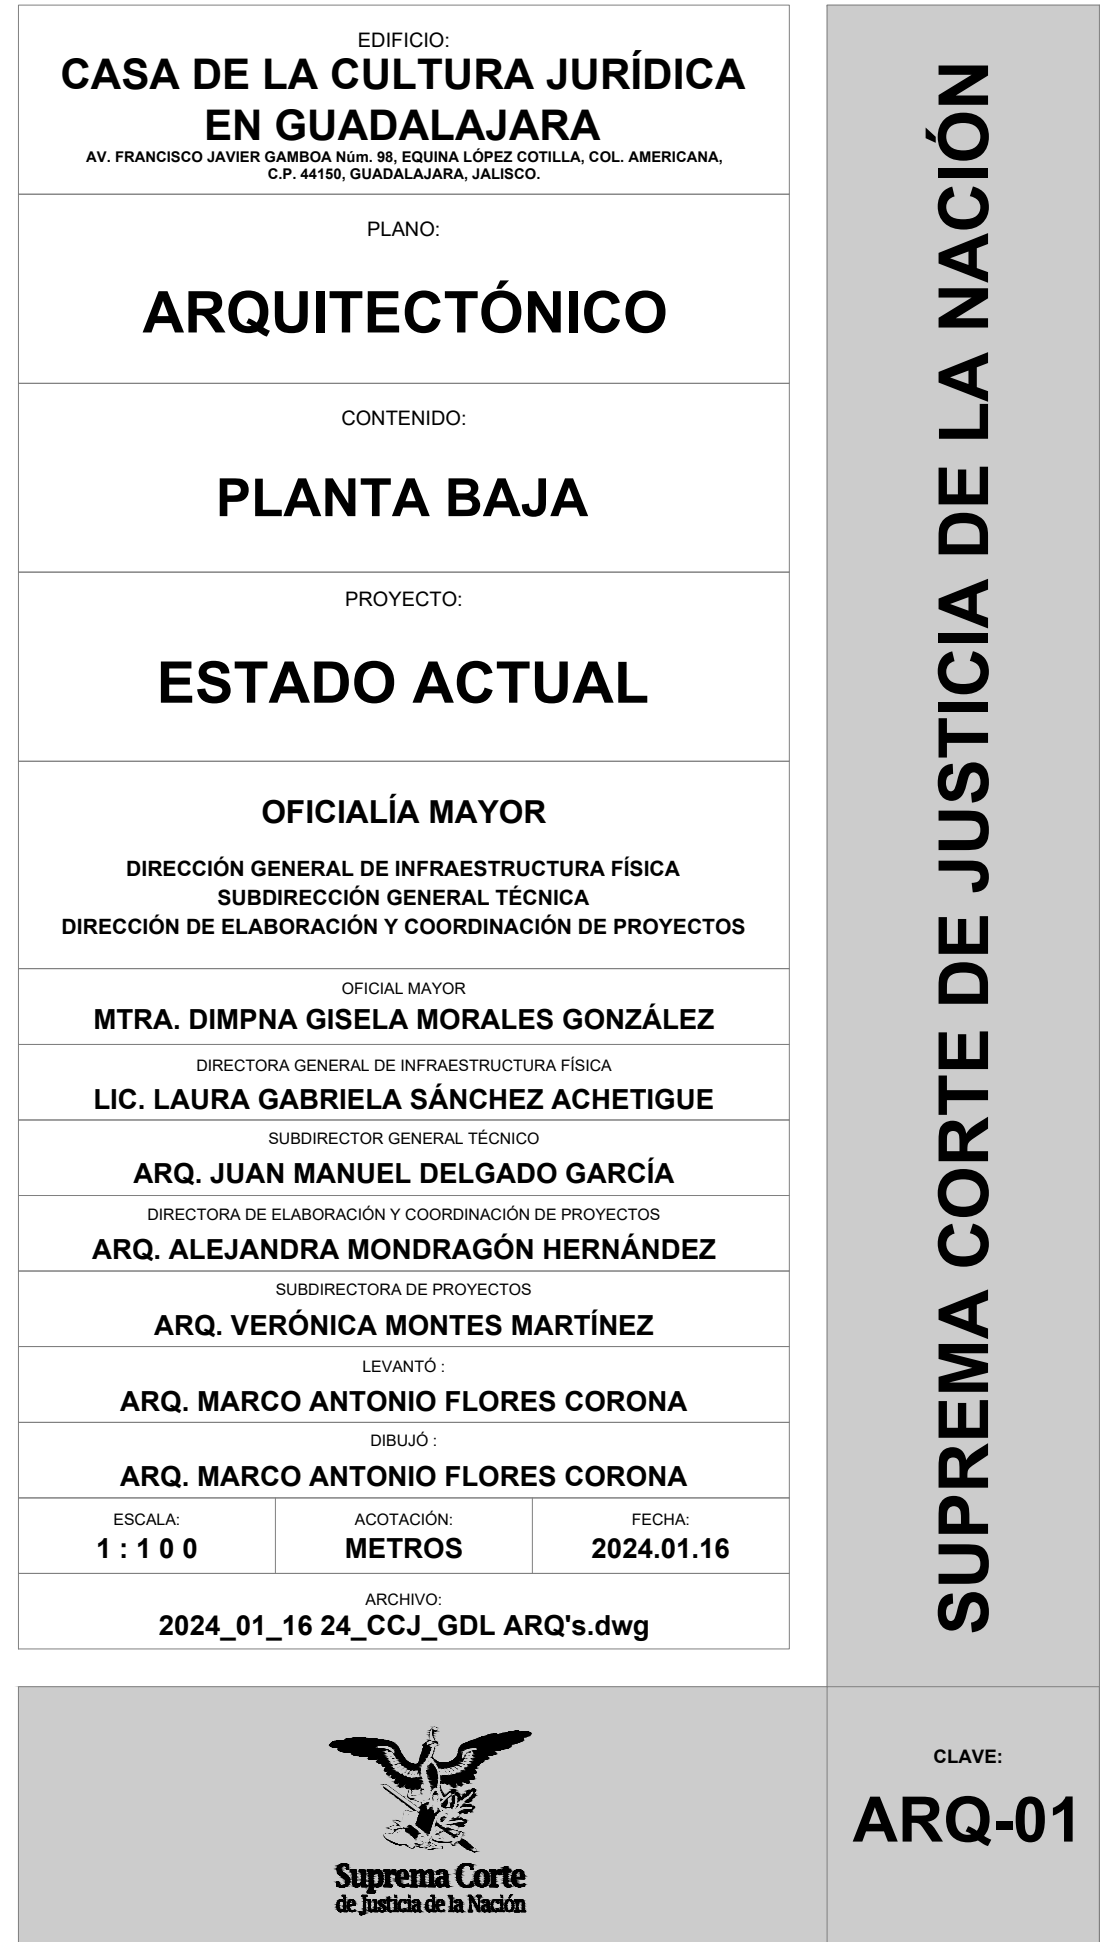 EDIFICIO:
CASA DE LA CULTURA JURÍDICA
EN GUADALAJARA
AV. FRANCISCO JAVIER GAMBOA Núm. 98, EQUINA LÓPEZ COTILLA, COL. AMERICANA,
C.P. 44150, GUADALAJARA, JALISCO.
PLANO:
ARQUITECTÓNICO
CONTENIDO:
PLANTA BAJA
PROYECTO:
ESTADO ACTUAL
OFICIALÍA MAYOR
DIRECCIÓN GENERAL DE INFRAESTRUCTURA FÍSICA
SUBDIRECCIÓN GENERAL TÉCNICA
DIRECCIÓN DE ELABORACIÓN Y COORDINACIÓN DE PROYECTOS
OFICIAL MAYOR
MTRA. DIMPNA GISELA MORALES GONZÁLEZ
DIRECTORA GENERAL DE INFRAESTRUCTURA FÍSICA
LIC. LAURA GABRIELA SÁNCHEZ ACHETIGUE
SUBDIRECTOR GENERAL TÉCNICO
ARQ. JUAN MANUEL DELGADO GARCÍA
DIRECTORA DE ELABORACIÓN Y COORDINACIÓN DE PROYECTOS
ARQ. ALEJANDRA MONDRAGÓN HERNÁNDEZ
SUBDIRECTORA DE PROYECTOS
ARQ. VERÓNICA MONTES MARTÍNEZ
LEVANTÓ :
ARQ. MARCO ANTONIO FLORES CORONA
DIBUJÓ :
ARQ. MARCO ANTONIO FLORES CORONA
ESCALA:
1 : 1 0 0
ACOTACIÓN:
METROS
FECHA:
2024.01.16
ARCHIVO:
2024_01_16 24_CCJ_GDL ARQ's.dwg
SUPREMA CORTE DE JUSTICIA DE LA NACIÓN
Suprema Corte
de Justicia de la Nación
CLAVE:
ARQ-01